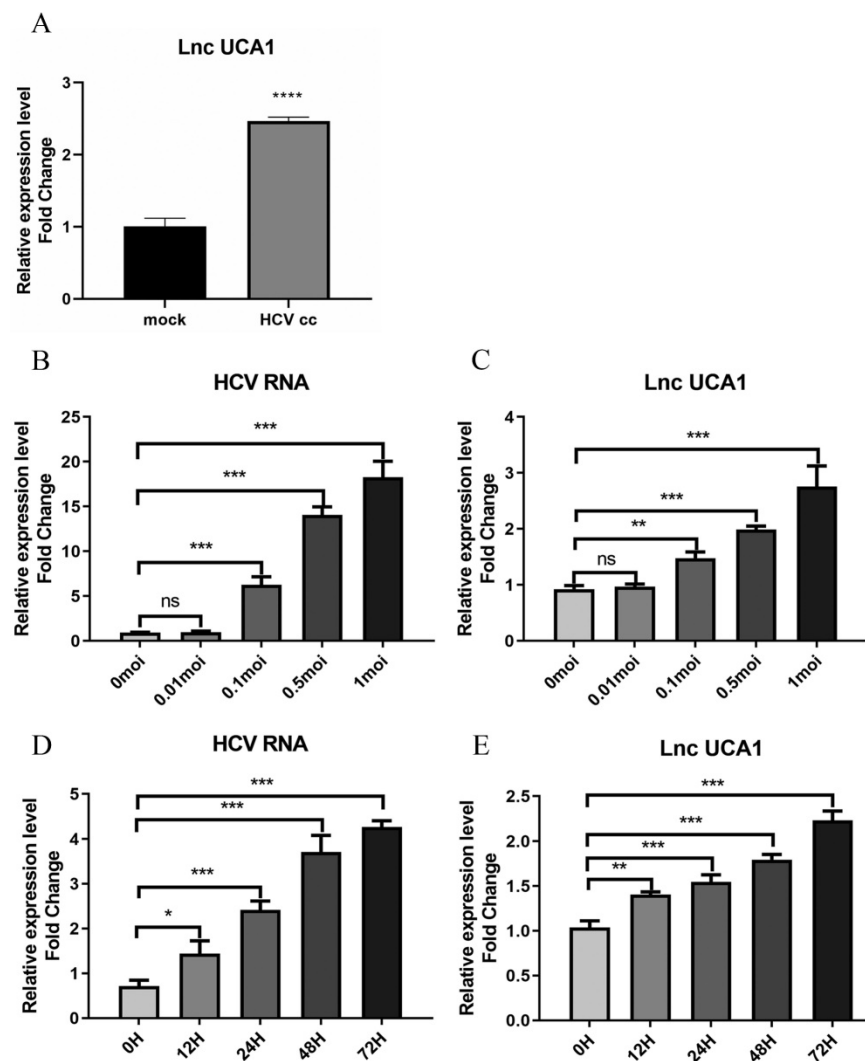 A
Lnc UCA1
Relative expression level
Fold Change
3
2
1
0
****
mock
HCV cc
B
HCV RNA
Relative expression level
Fold Change
25
20
15
10
5
0
***
***
***
ns
0moi
0.01moi
0.1moi
0.5moi
1moi
C
Lnc UCA1
Relative expression level
Fold Change
4
3
2
1
0
***
***
**
ns
0moi
0.01moi
0.1moi
0.5moi
1moi
D
HCV RNA
Relative expression level
Fold Change
5
4
3
2
1
0
***
***
***
*
0H
12H
24H
48H
72H
E
Lnc UCA1
Relative expression level
Fold Change
2.5
2.0
1.5
1.0
0.5
0.0
***
***
***
**
0H
12H
24H
48H
72H